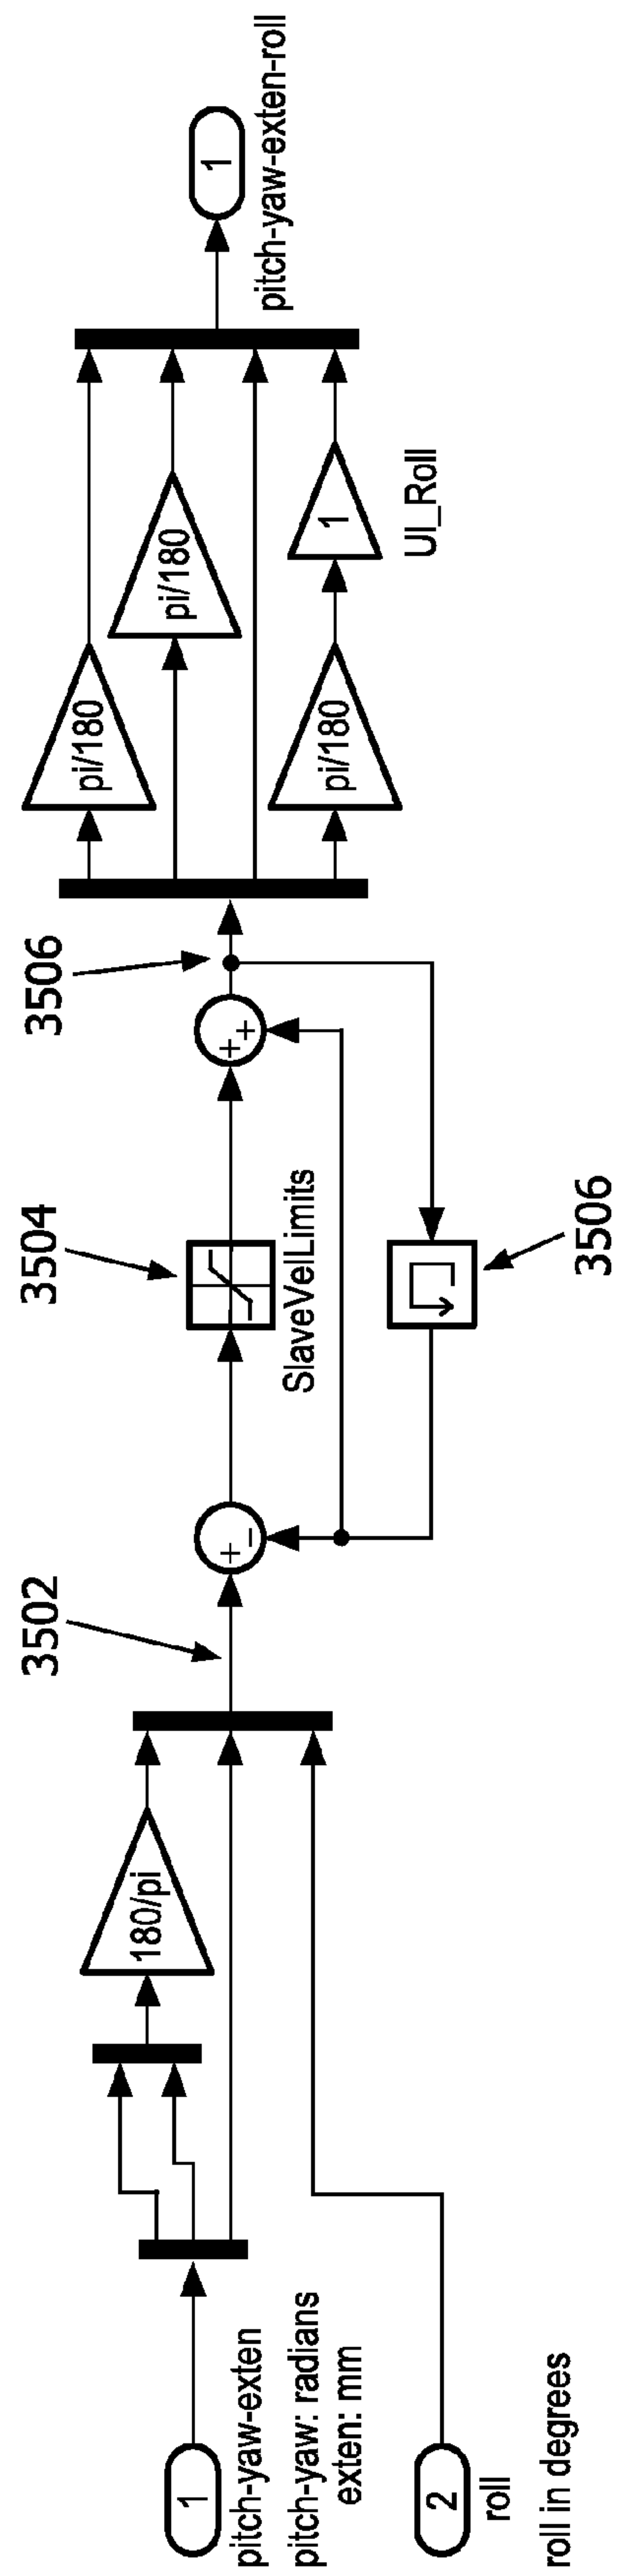 1
pitch-yaw-exten
pitch-yaw: radians
exten: mm
2
roll
roll in degrees
180/pi
3502
+
−
3504
SlaveVelLimits
3506
+
+
3506
pi/180
pi/180
pi/180
1
UI_Roll
1
pitch-yaw-exten-roll